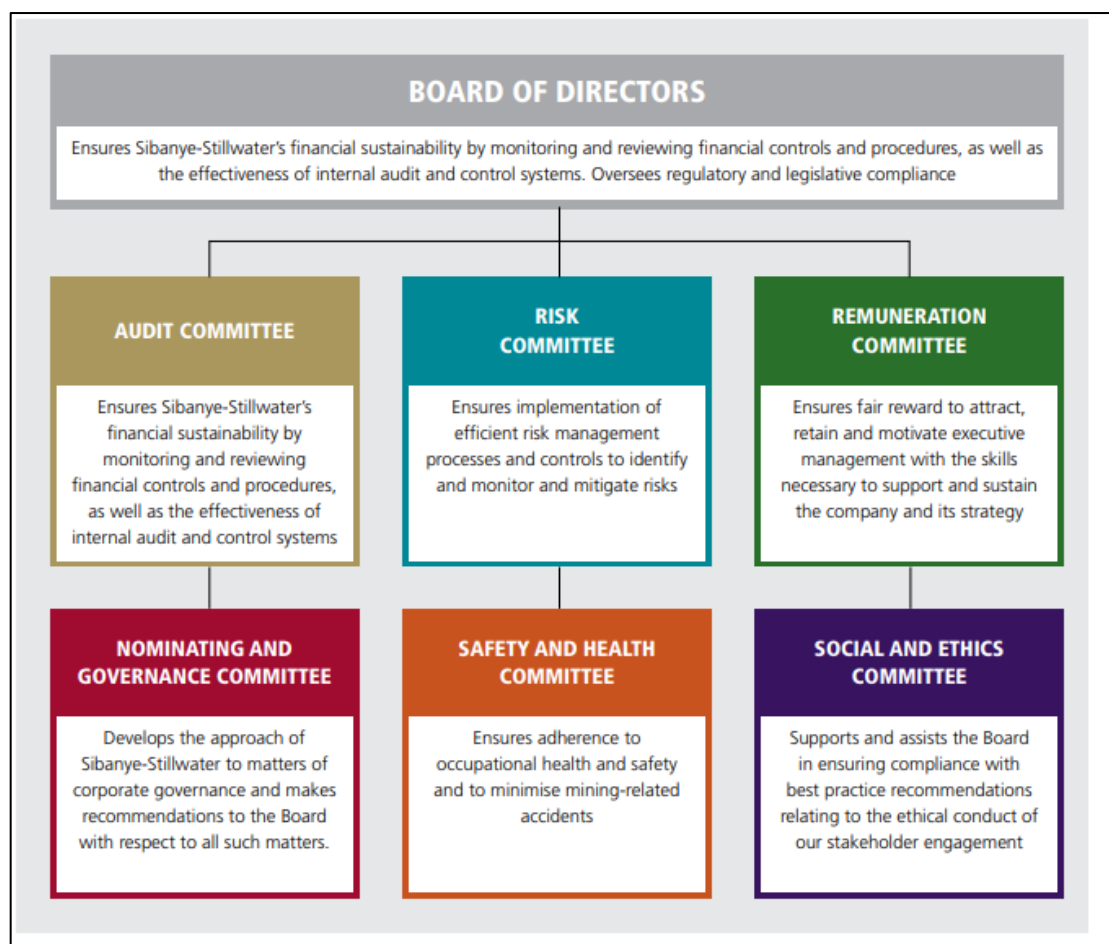 BOARD OF DIRECTORS
Ensures Sibanye-Stillwater's financial sustainability by monitoring and reviewing financial controls and procedures, as well as
the effectiveness of internal audit and control systems. Oversees regulatory and legislative compliance
AUDIT COMMITTEE
Ensures Sibanye-Stillwater's
financial sustainability by
monitoring and reviewing
financial controls and procedures,
as well as the effectiveness of
internal audit and control systems
RISK
COMMITTEE
Ensures implementation of
efficient risk management
processes and controls to identify
and monitor and mitigate risks
REMUNERATION
COMMITTEE
Ensures fair reward to attract,
retain and motivate executive
management with the skills
necessary to support and sustain
the company and its strategy
NOMINATING AND
GOVERNANCE COMMITTEE
Develops the approach of
Sibanye-Stillwater to matters of
corporate governance and makes
recommendations to the Board
with respect to all such matters.
SAFETY AND HEALTH
COMMITTEE
Ensures adherence to
occupational health and safety
and to minimise mining-related
accidents
SOCIAL AND ETHICS
COMMITTEE
Supports and assists the Board
in ensuring compliance with
best practice recommendations
relating to the ethical conduct of
our stakeholder engagement